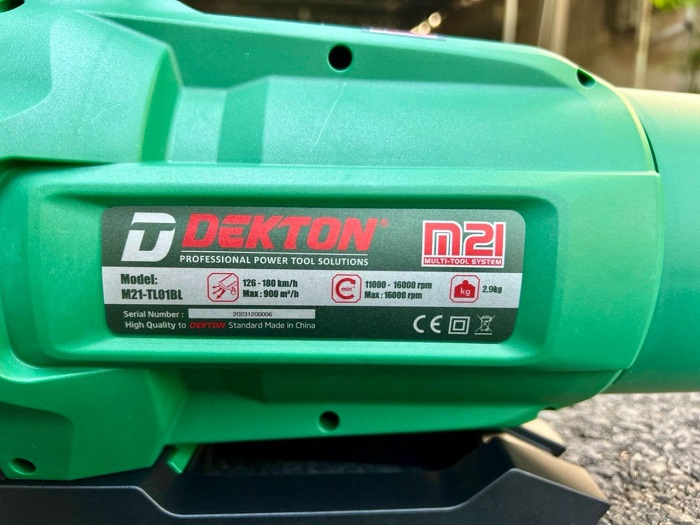 D DEKTON®
PROFESSIONAL POWER TOOL SOLUTIONS
M21
MULTI-TOOL SYSTEM
Model:
M21-TL01BL
126 - 180 km/h
Max : 900 m³/h
min⁻¹
11000 - 16000 rpm
Max : 16000 rpm
kg
2.9kg
Serial Number :
20231200006
High Quality to DEKTON Standard Made in China
CE